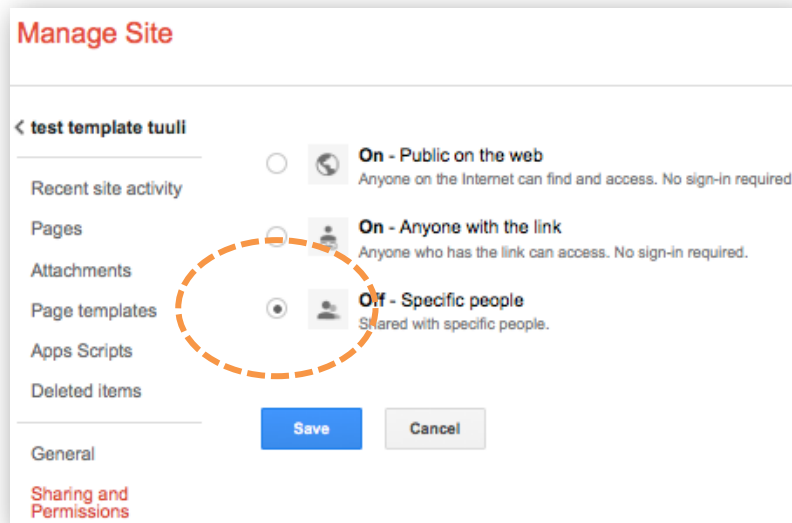 Manage Site
test template tuuli
Recent site activity
Pages
Attachments
Page templates
Apps Scripts
Deleted items
General
Sharing and
Permissions
On - Public on the web
Anyone on the Internet can find and access. No sign-in required
On - Anyone with the link
Anyone who has the link can access. No sign-in required.
Off - Specific people
Shared with specific people.
Save
Cancel